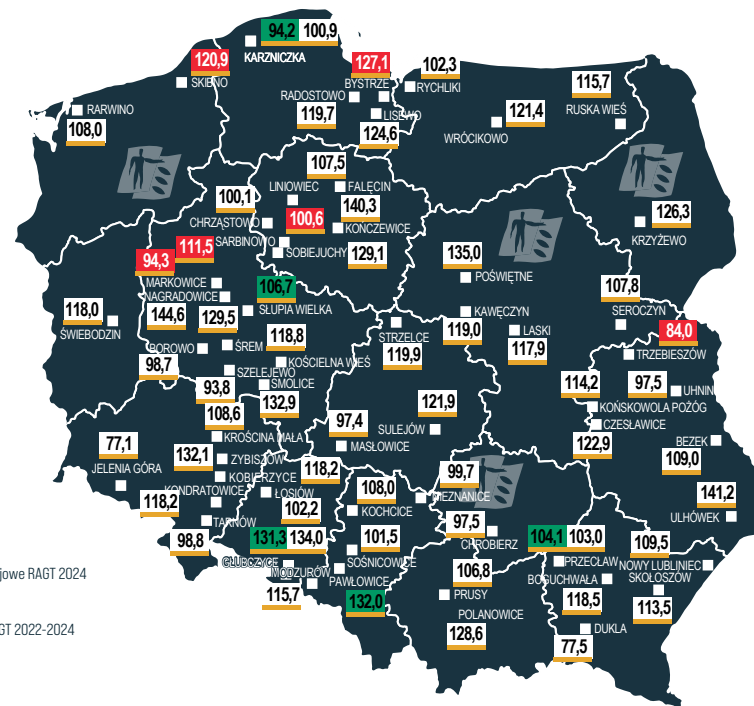 94,2 100,9
KARZNICZKA
120,9
SKIBNO
127,1
BYSTRZE
RADOSTOWO
LISEWO
119,7
124,6
102,3
RYCHLIKI
121,4
WRÓCIKOWO
115,7
RUSKA WIEŚ
RARWINO
108,0
107,5
LINIOWIEC
FALĘCIN
100,1
CHRZĄSTOWO
100,6
140,3
KOŃCZEWICE
SARBINOWO
111,5
SOBIEJUCHY
129,1
126,3
KRZYŻEWO
135,0
POŚWIĘTNE
94,3
MARKOWICE
NAGRADOWICE
106,7
SŁUPIA WIELKA
144,6
129,5
118,0
ŚWIEBODZIN
107,8
SEROCZYN
84,0
TRZEBIESZÓW
KAWĘCZYN
119,0
LASKI
117,9
STRZELCE
119,9
BOROWO
98,7
ŚREM
118,8
KOŚCIELNA WIEŚ
SZELEJEWO
93,8
SMOLICE
132,9
114,2
97,5
UHNIN
KOŃSKOWOLA POŻÓG
CZESŁAWICE
122,9
BEZEK
109,0
108,6
KROŚCINA MAŁA
97,4
MASŁOWICE
121,9
SULEJÓW
77,1
JELENIA GÓRA
132,1
ZYBISZÓW
KOBIERZYCE
118,2
KONDRATOWICE
118,2
ŁOSIÓW
102,2
TARNÓW
98,8
108,0
KOCHCICE
99,7
NIEZNANICE
97,5
CHROBIERZ
141,2
ULHÓWEK
131,3 134,0
GŁUBCZYCE
MODZURÓW
115,7
101,5
SOŚNICOWICE
PAWŁOWICE
132,0
106,8
PRUSY
POLANOWICE
128,6
104,1 103,0
PRZECŁAW
BOGUCHWAŁA
118,5
109,5
NOWY LUBLINIEC
SKOŁOSZÓW
113,5
DUKLA
77,5
jowe RAGT 2024
GT 2022-2024